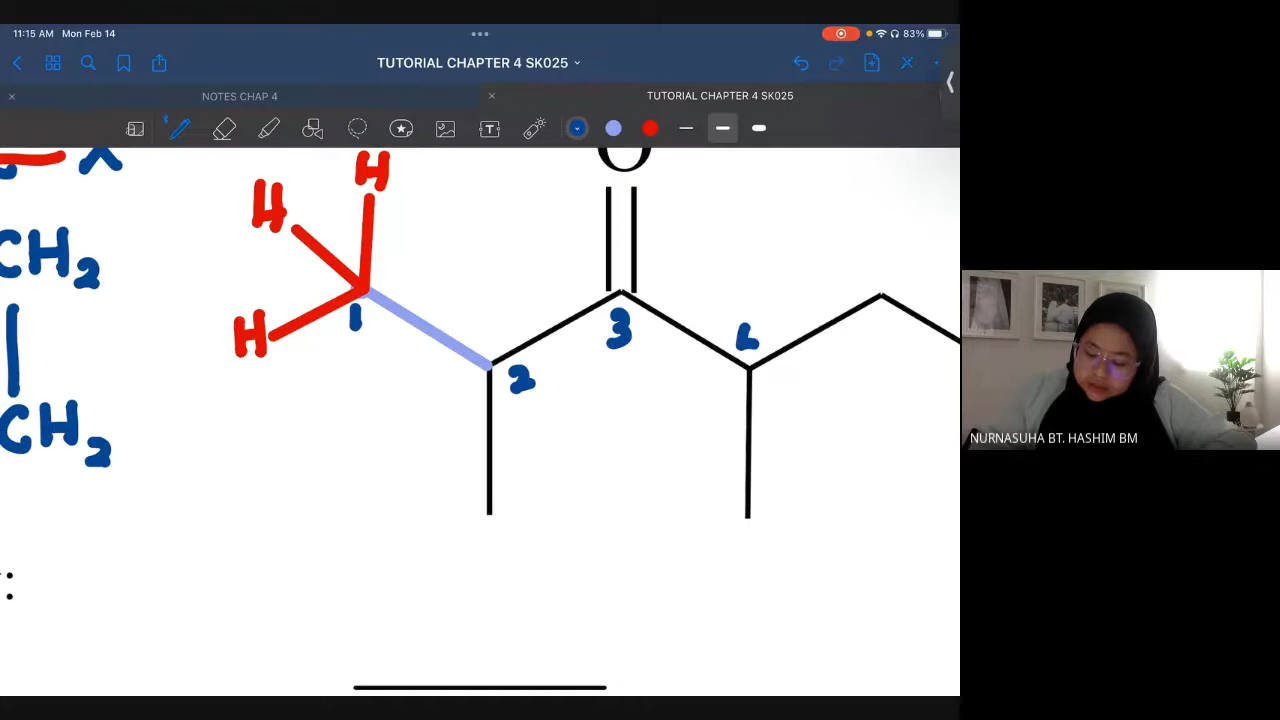 11:15 AM Mon Feb 14
83%
TUTORIAL CHAPTER 4 SK025
NOTES CHAP 4
TUTORIAL CHAPTER 4 SK025
T
X
O
H
H
CH2
H
1
3
2
CH2
NURNASUHA BT. HASHIM BM
: